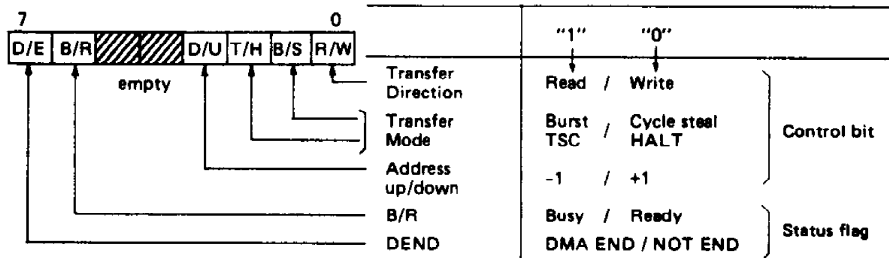 7 0 "1" "0"
D/E B/R D/U T/H B/S R/W
empty
Transfer Direction Read / Write
Transfer Mode Burst TSC / Cycle steal HALT Control bit
Address up/down -1 / +1
B/R Busy / Ready
DEND DMA END / NOT END Status flag